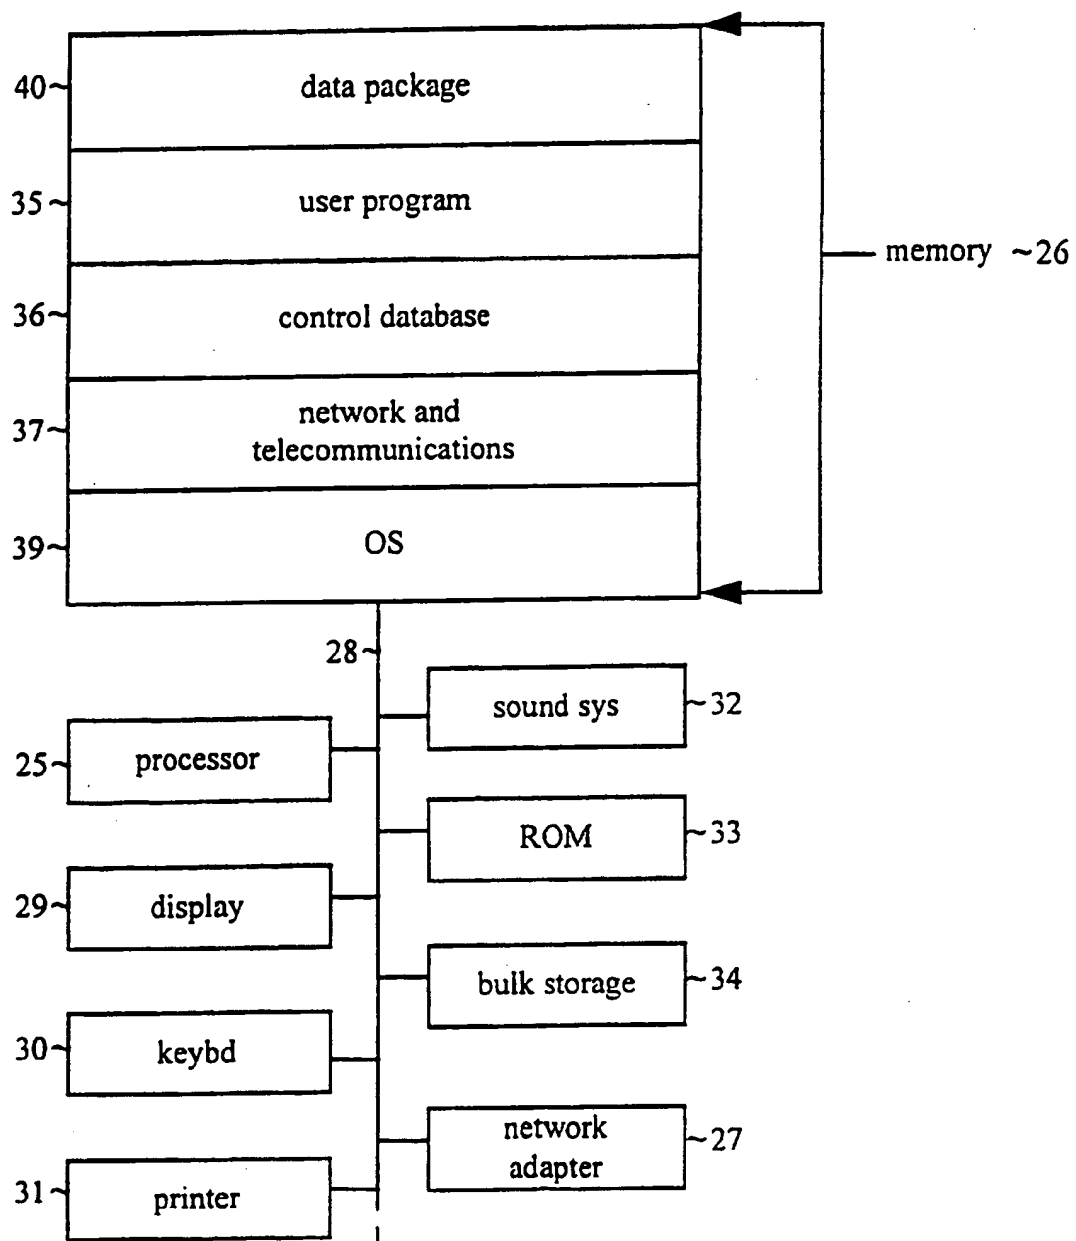 40~ data package
35~ user program
memory ~26
36~ control database
37~ network and
telecommunications
39~ OS
28~
sound sys ~32
25~ processor
ROM ~33
29~ display
bulk storage ~34
30~ keybd
network
adapter ~27
31~ printer